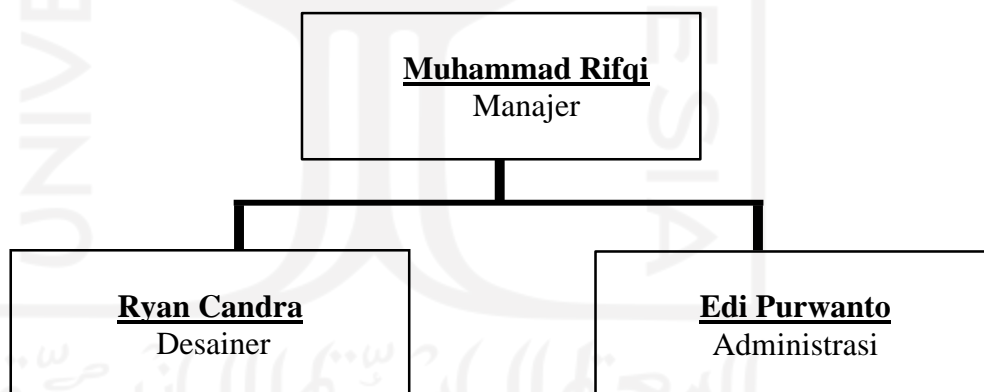 Muhammad Rifqi
Manajer
Ryan Candra
Desainer
Edi Purwanto
Administrasi